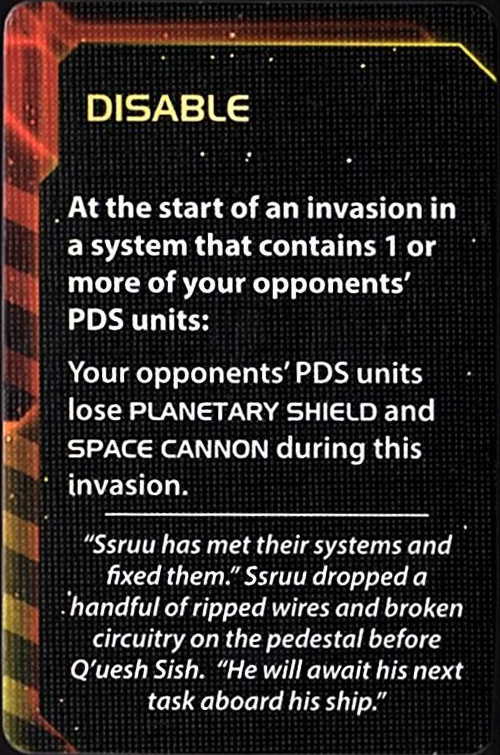 DISABLE
At the start of an invasion in
a system that contains 1 or
more of your opponents’
PDS units:
Your opponents’ PDS units
lose PLANETARY SHIELD and
SPACE CANNON during this
invasion.
“Ssruu has met their systems and
fixed them.” Ssruu dropped a
handful of ripped wires and broken
circuitry on the pedestal before
Q’uesh Sish.  “He will await his next
task aboard his ship.”